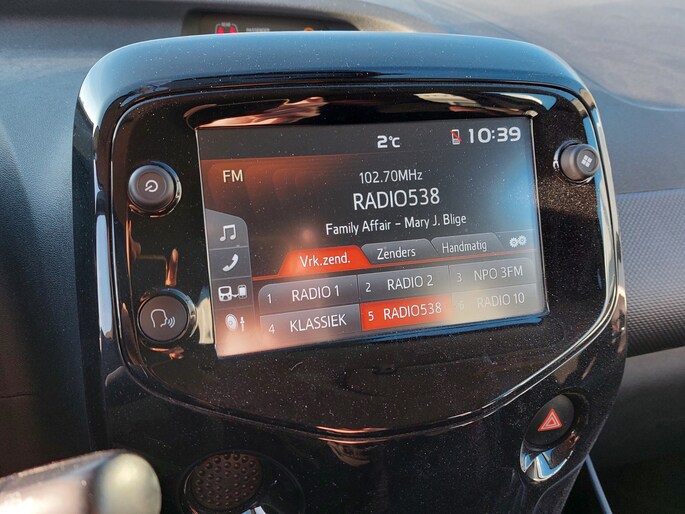 2°C
10:39
FM
102.70MHz
RADIO538
Family Affair - Mary J. Blige
Vrk.zend. Zenders Handmatig
1 RADIO 1 2 RADIO 2 3 NPO 3FM
4 KLASSIEK 5 RADIO538 6 RADIO 10